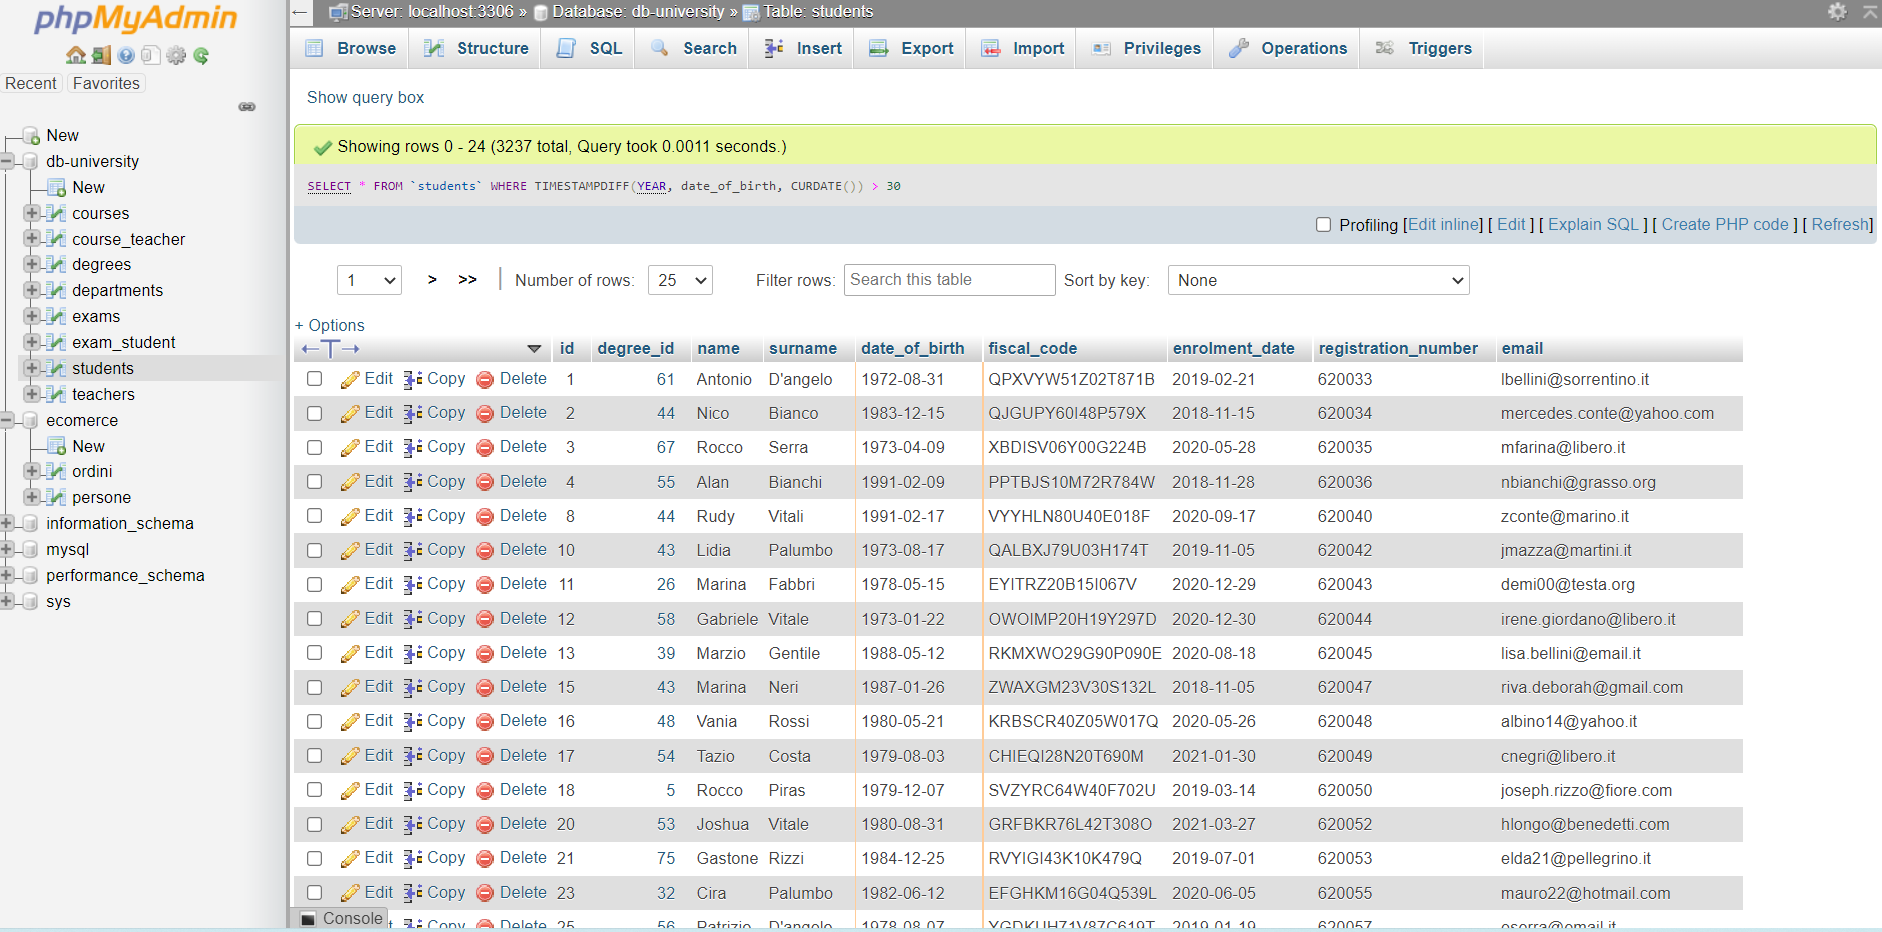 phpMyAdmin
Recent Favorites
New
db-university
New
courses
course_teacher
degrees
departments
exams
exam_student
students
teachers
ecomerce
New
ordini
persone
information_schema
mysql
performance_schema
sys
Server: localhost:3306 » Database: db-university » Table: students
Browse Structure SQL Search Insert Export Import Privileges Operations Triggers
Show query box
Showing rows 0 - 24 (3237 total, Query took 0.0011 seconds.)
SELECT * FROM `students` WHERE TIMESTAMPDIFF(YEAR, date_of_birth, CURDATE()) > 30
Profiling [Edit inline] [ Edit ] [ Explain SQL ] [ Create PHP code ] [ Refresh]
1 > >> | Number of rows: 25 Filter rows: Search this table Sort by key: None
+ Options
←T→ id degree_id name surname date_of_birth fiscal_code enrolment_date registration_number email
Edit Copy Delete 1 61 Antonio D'angelo 1972-08-31 QPXVYW51Z02T871B 2019-02-21 620033 lbellini@sorrentino.it
Edit Copy Delete 2 44 Nico Bianco 1983-12-15 QJGUPY60I48P579X 2018-11-15 620034 mercedes.conte@yahoo.com
Edit Copy Delete 3 67 Rocco Serra 1973-04-09 XBDISV06Y00G224B 2020-05-28 620035 mfarina@libero.it
Edit Copy Delete 4 55 Alan Bianchi 1991-02-09 PPTBJS10M72R784W 2018-11-28 620036 nbianchi@grasso.org
Edit Copy Delete 8 44 Rudy Vitali 1991-02-17 VYYHLN80U40E018F 2020-09-17 620040 zconte@marino.it
Edit Copy Delete 10 43 Lidia Palumbo 1973-08-17 QALBXJ79U03H174T 2019-11-05 620042 jmazza@martini.it
Edit Copy Delete 11 26 Marina Fabbri 1978-05-15 EYITRZ20B15I067V 2020-12-29 620043 demi00@testa.org
Edit Copy Delete 12 58 Gabriele Vitale 1973-01-22 OWOIMP20H19Y297D 2020-12-30 620044 irene.giordano@libero.it
Edit Copy Delete 13 39 Marzio Gentile 1988-05-12 RKMXWO29G90P090E 2020-08-18 620045 lisa.bellini@email.it
Edit Copy Delete 15 43 Marina Neri 1987-01-26 ZWAXGM23V30S132L 2018-11-05 620047 riva.deborah@gmail.com
Edit Copy Delete 16 48 Vania Rossi 1980-05-21 KRBSCR40Z05W017Q 2020-05-26 620048 albino14@yahoo.it
Edit Copy Delete 17 54 Tazio Costa 1979-08-03 CHIEQI28N20T690M 2021-01-30 620049 cnegri@libero.it
Edit Copy Delete 18 5 Rocco Piras 1979-12-07 SVZYRC64W40F702U 2019-03-14 620050 joseph.rizzo@fiore.com
Edit Copy Delete 20 53 Joshua Vitale 1980-08-31 GRFBKR76L42T308O 2021-03-27 620052 hlongo@benedetti.com
Edit Copy Delete 21 75 Gastone Rizzi 1984-12-25 RVYIGI43K10K479Q 2019-07-01 620053 elda21@pellegrino.it
Edit Copy Delete 23 32 Cira Palumbo 1982-06-12 EFGHKM16G04Q539L 2020-06-05 620055 mauro22@hotmail.com
Console Copy Delete 25 56 Patrizio D'angelo 1978-08-07 YGDKUH71V87C619T 2019-01-19 620057